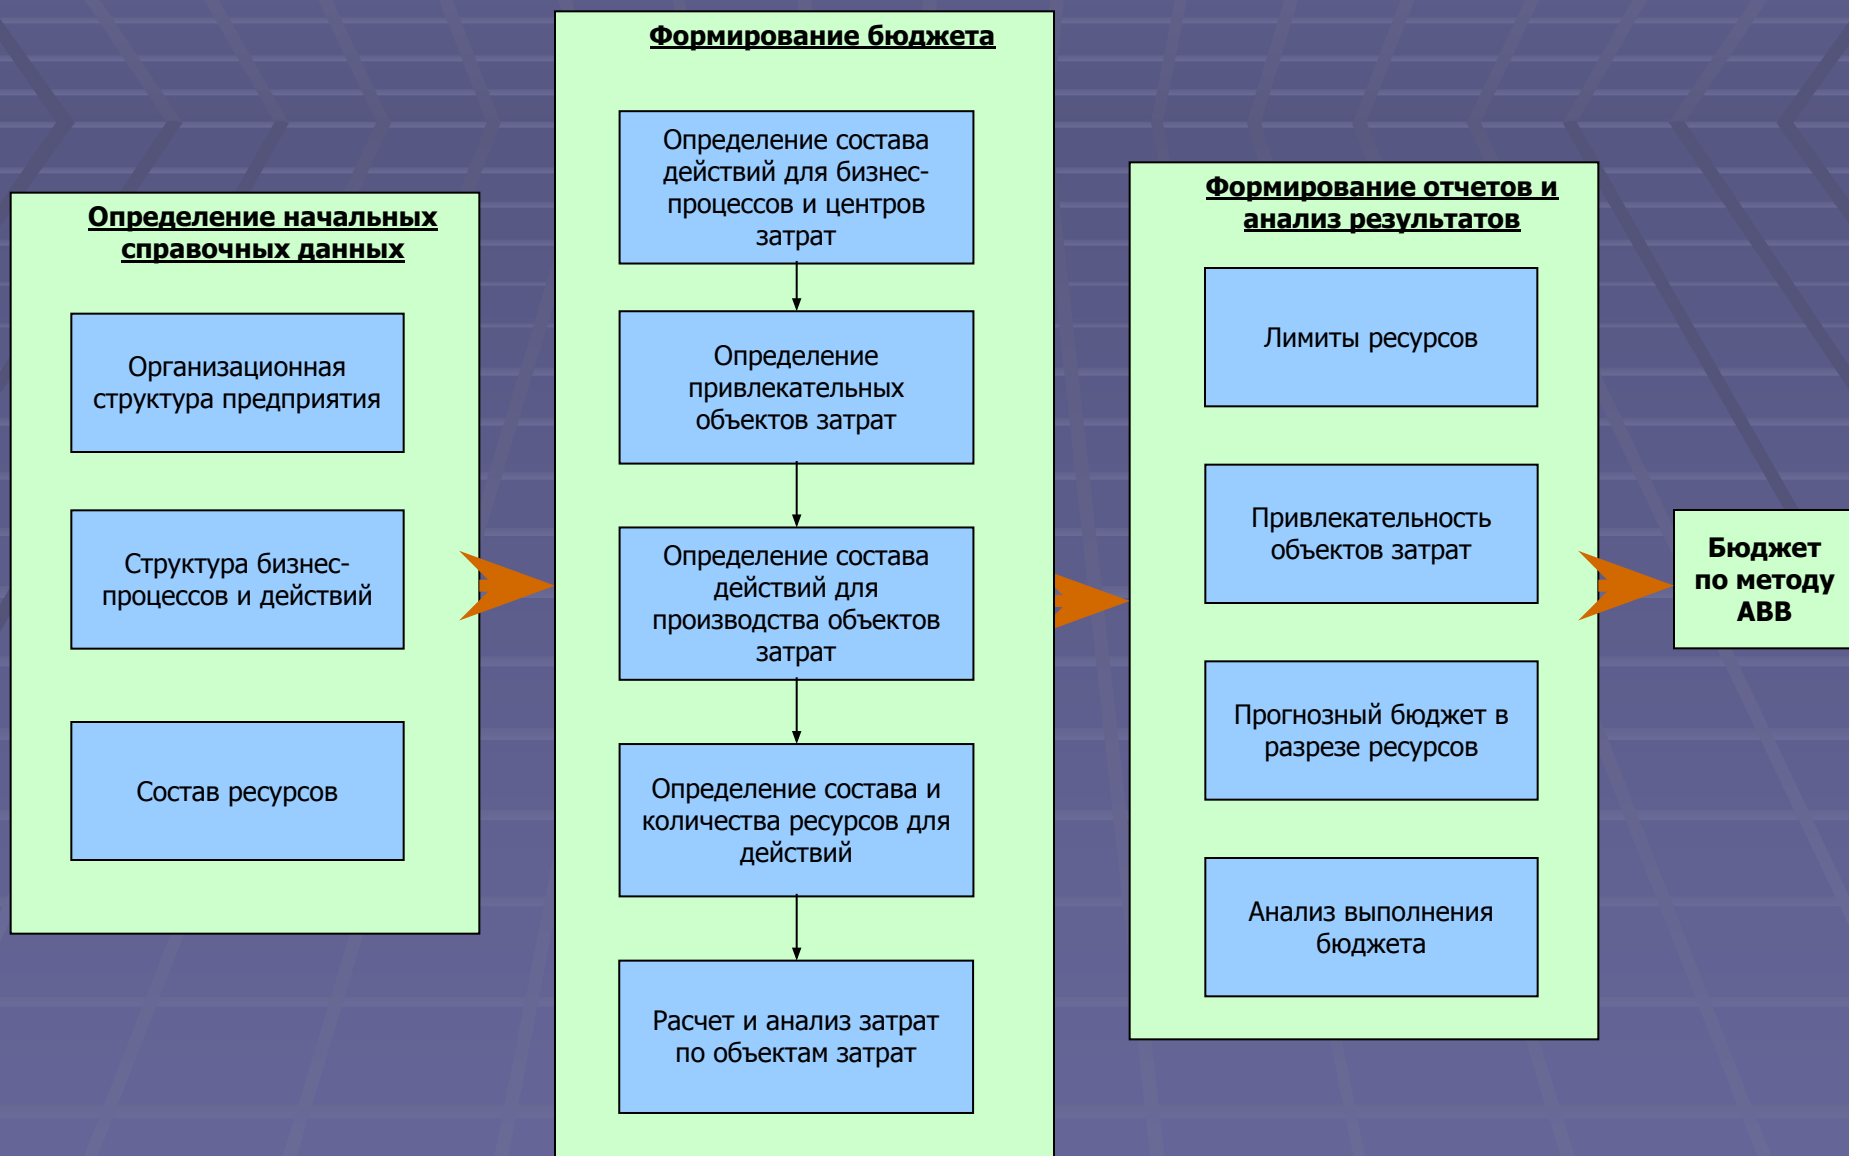 Определение начальных
справочных данных
Организационная
структура предприятия
Структура бизнес-
процессов и действий
Состав ресурсов
Формирование бюджета
Определение состава
действий для бизнес-
процессов и центров
затрат
Определение
привлекательных
объектов затрат
Определение состава
действий для
производства объектов
затрат
Определение состава и
количества ресурсов для
действий
Расчет и анализ затрат
по объектам затрат
Формирование отчетов и
анализ результатов
Лимиты ресурсов
Привлекательность
объектов затрат
Прогнозный бюджет в
разрезе ресурсов
Анализ выполнения
бюджета
Бюджет
по методу
АВВ